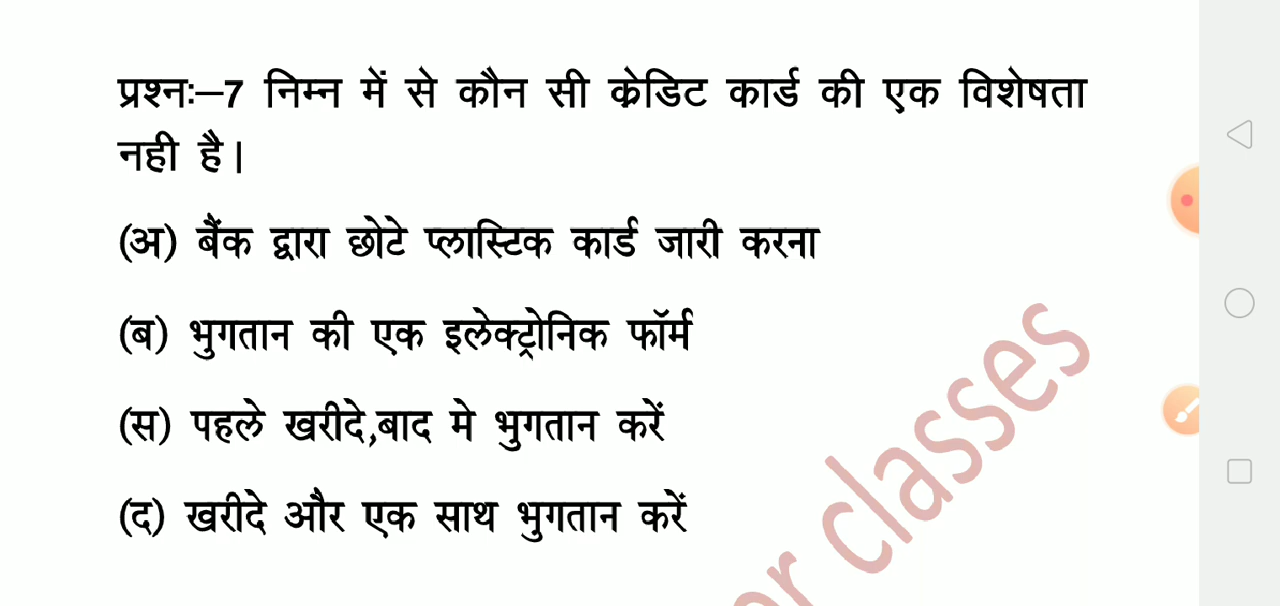 प्रश्नः–7 निम्न में से कौन सी क्रेडिट कार्ड की एक विशेषता
नही है।
(अ) बैंक द्वारा छोटे प्लास्टिक कार्ड जारी करना
(ब) भुगतान की एक इलेक्ट्रोनिक फॉर्म
(स) पहले खरीदे,बाद मे भुगतान करें
(द) खरीदे और एक साथ भुगतान करें
classes